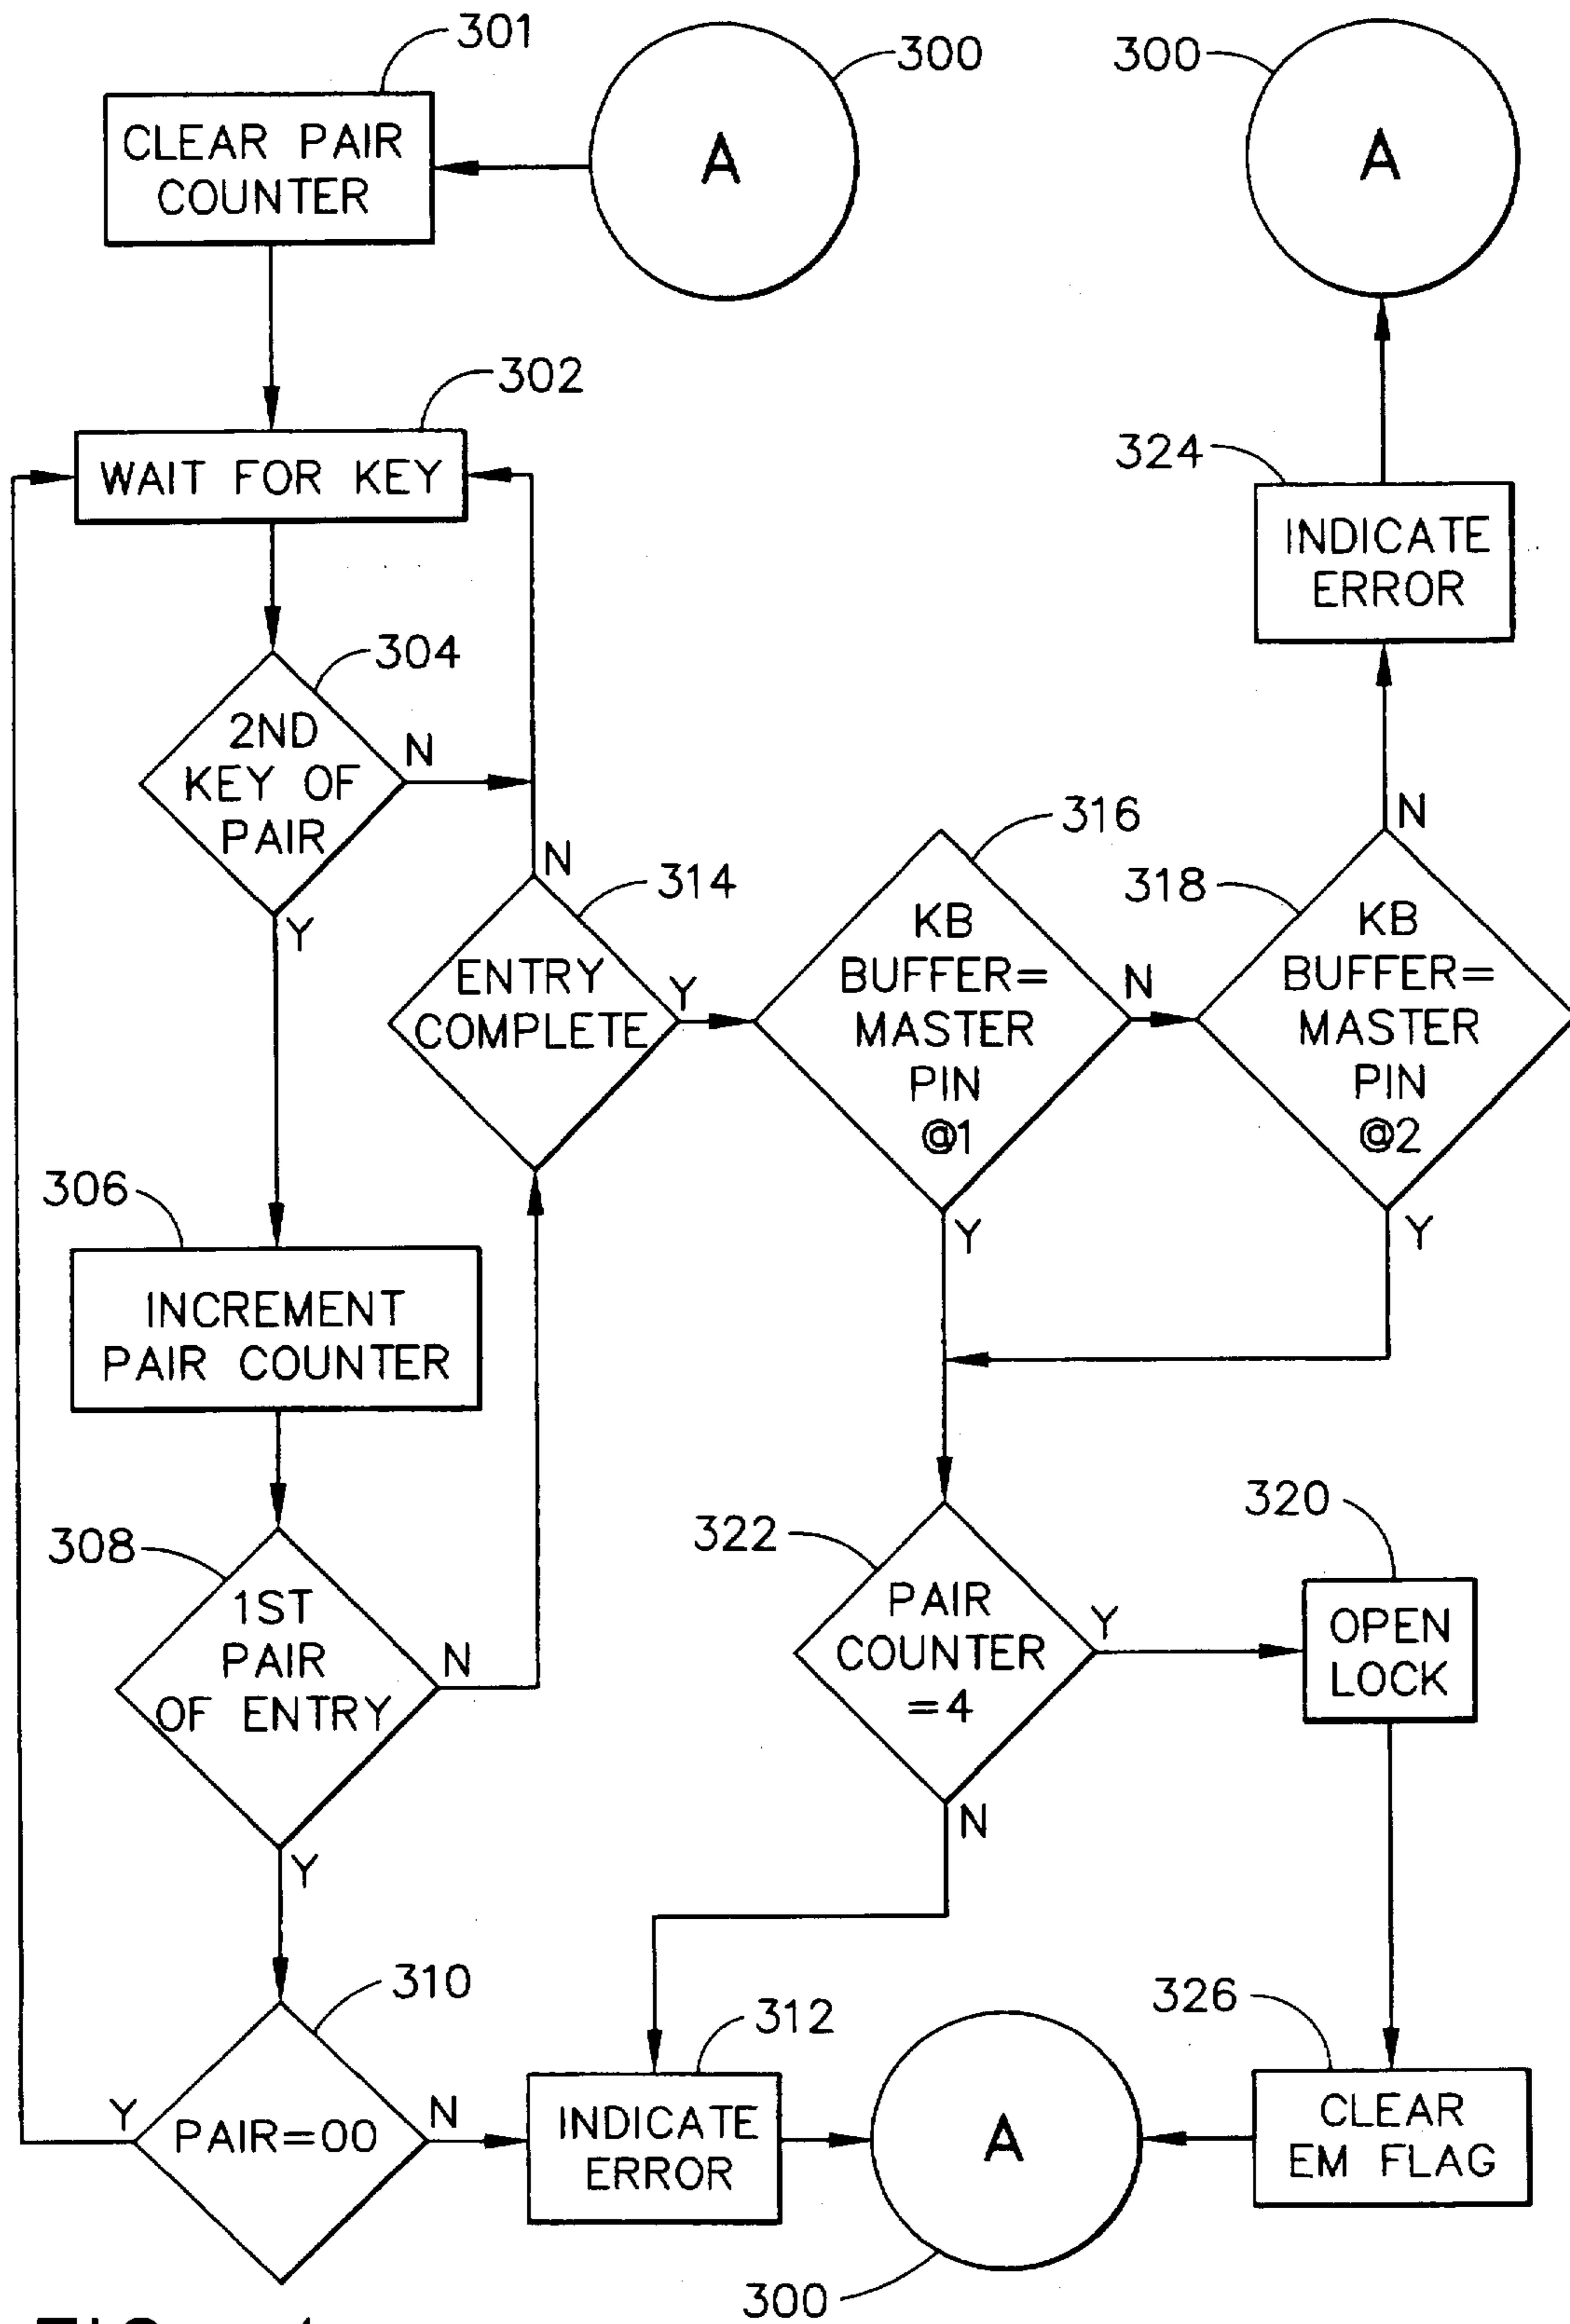 301
300
300
CLEAR PAIR
COUNTER
A
A
302
WAIT FOR KEY
324
INDICATE
ERROR
304
2ND
KEY OF
PAIR
N
Y
N
314
ENTRY
COMPLETE
Y
316
KB
BUFFER=
MASTER
PIN
@1
N
Y
318
N
KB
BUFFER=
MASTER
PIN
@2
Y
306
INCREMENT
PAIR COUNTER
308
1ST
PAIR
OF ENTRY
N
Y
322
PAIR
COUNTER
=4
Y
N
320
OPEN
LOCK
310
Y
PAIR=00
N
312
INDICATE
ERROR
A
300
326
CLEAR
EM FLAG